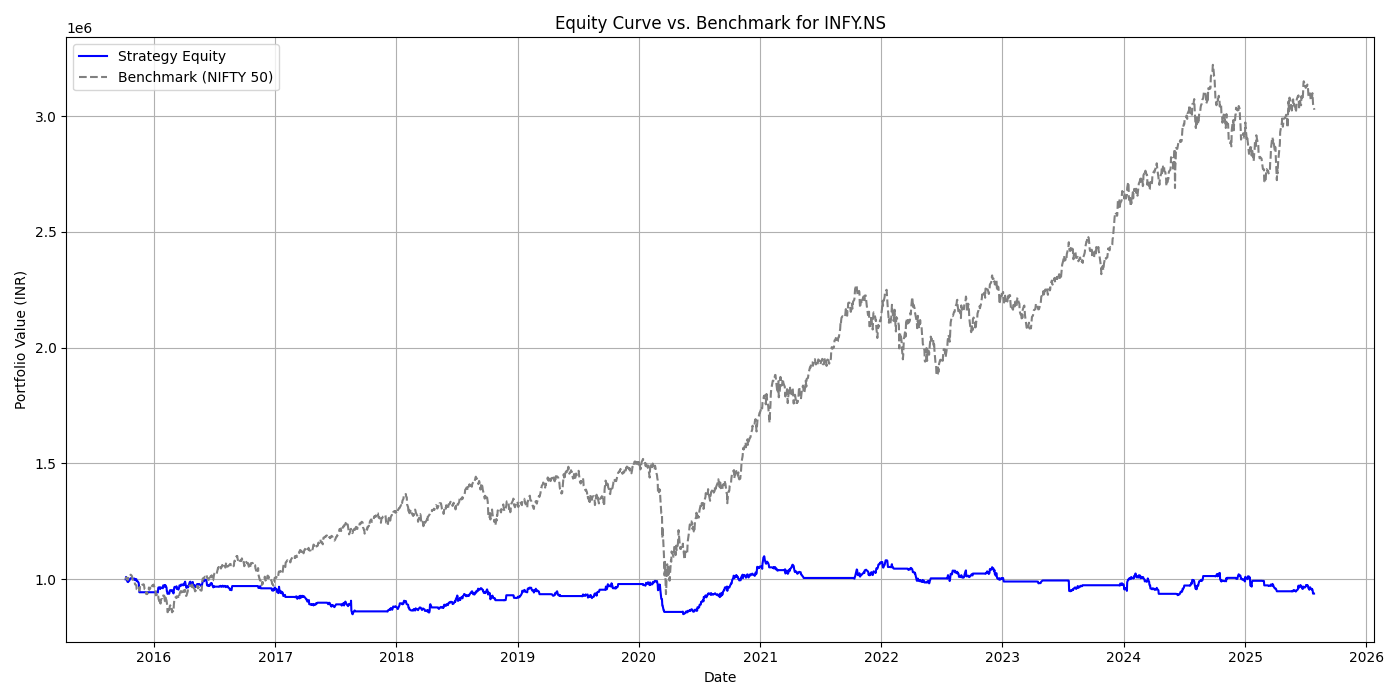 Equity Curve vs. Benchmark for INFY.NS
1e6
Strategy Equity
Benchmark (NIFTY 50)
3.0
2.5
2.0
1.5
1.0
Portfolio Value (INR)
2016 2017 2018 2019 2020 2021 2022 2023 2024 2025 2026
Date